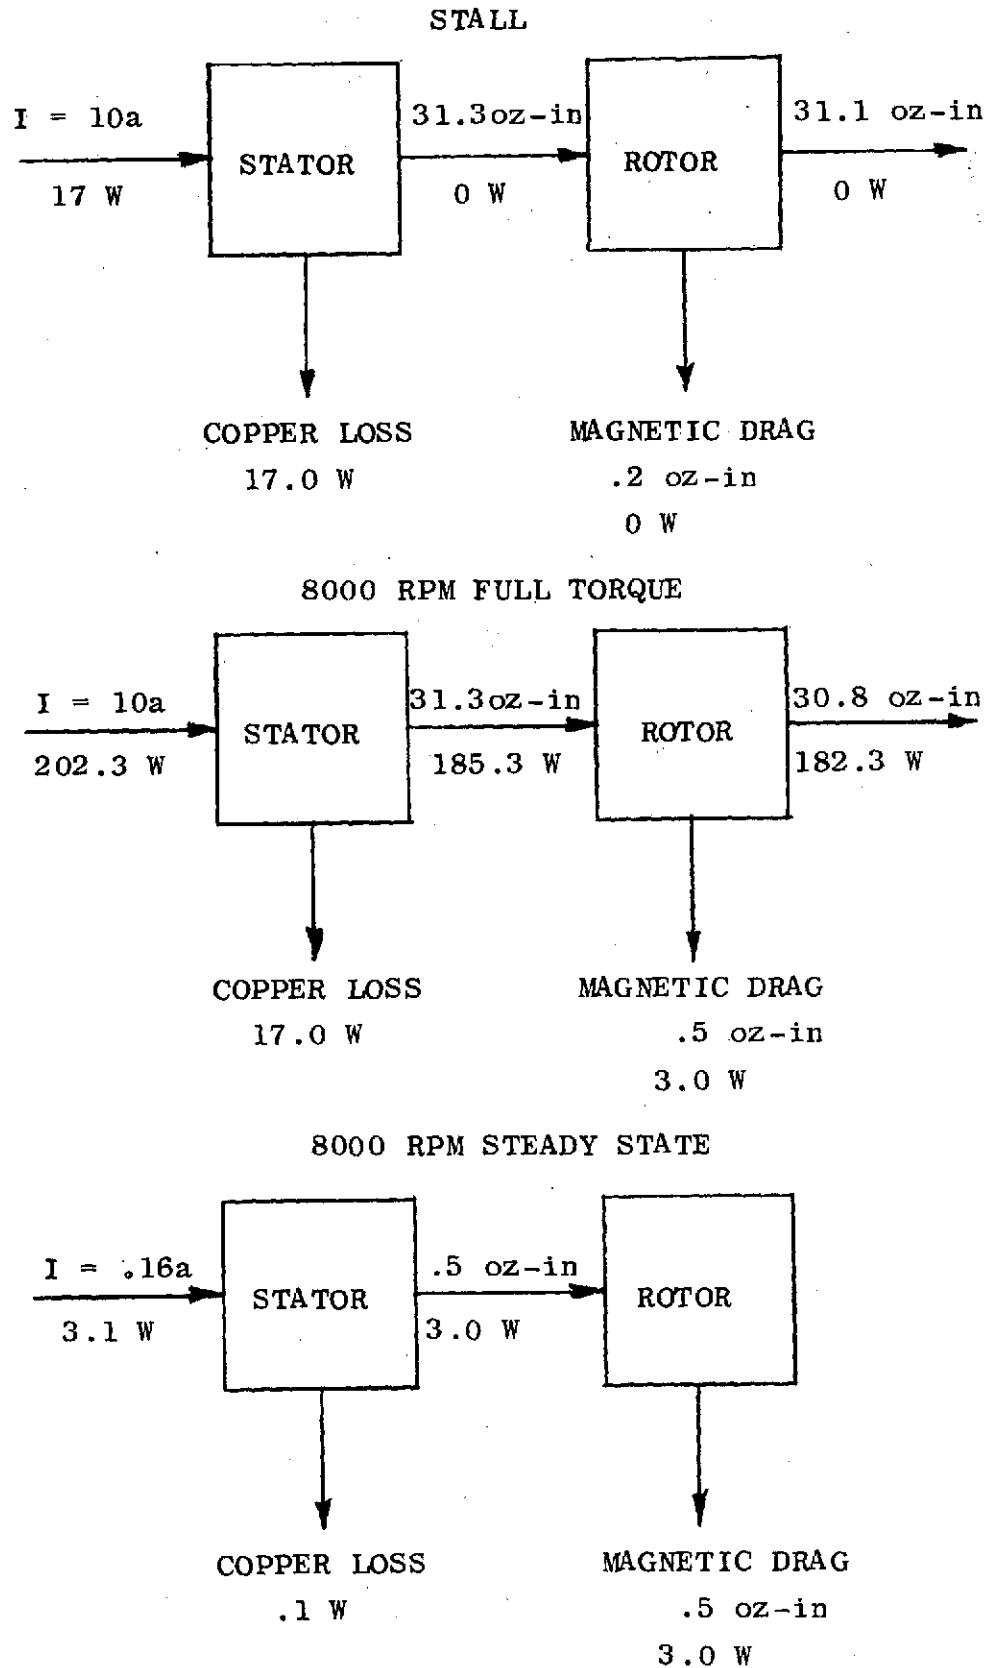 STALL
I = 10a
17 W
STATOR
31.3oz-in
0 W
ROTOR
31.1 oz-in
0 W
COPPER LOSS
17.0 W
MAGNETIC DRAG
.2 oz-in
0 W
8000 RPM FULL TORQUE
I = 10a
202.3 W
STATOR
31.3oz-in
185.3 W
ROTOR
30.8 oz-in
182.3 W
COPPER LOSS
17.0 W
MAGNETIC DRAG
.5 oz-in
3.0 W
8000 RPM STEADY STATE
I = .16a
3.1 W
STATOR
.5 oz-in
3.0 W
ROTOR
COPPER LOSS
.1 W
MAGNETIC DRAG
.5 oz-in
3.0 W